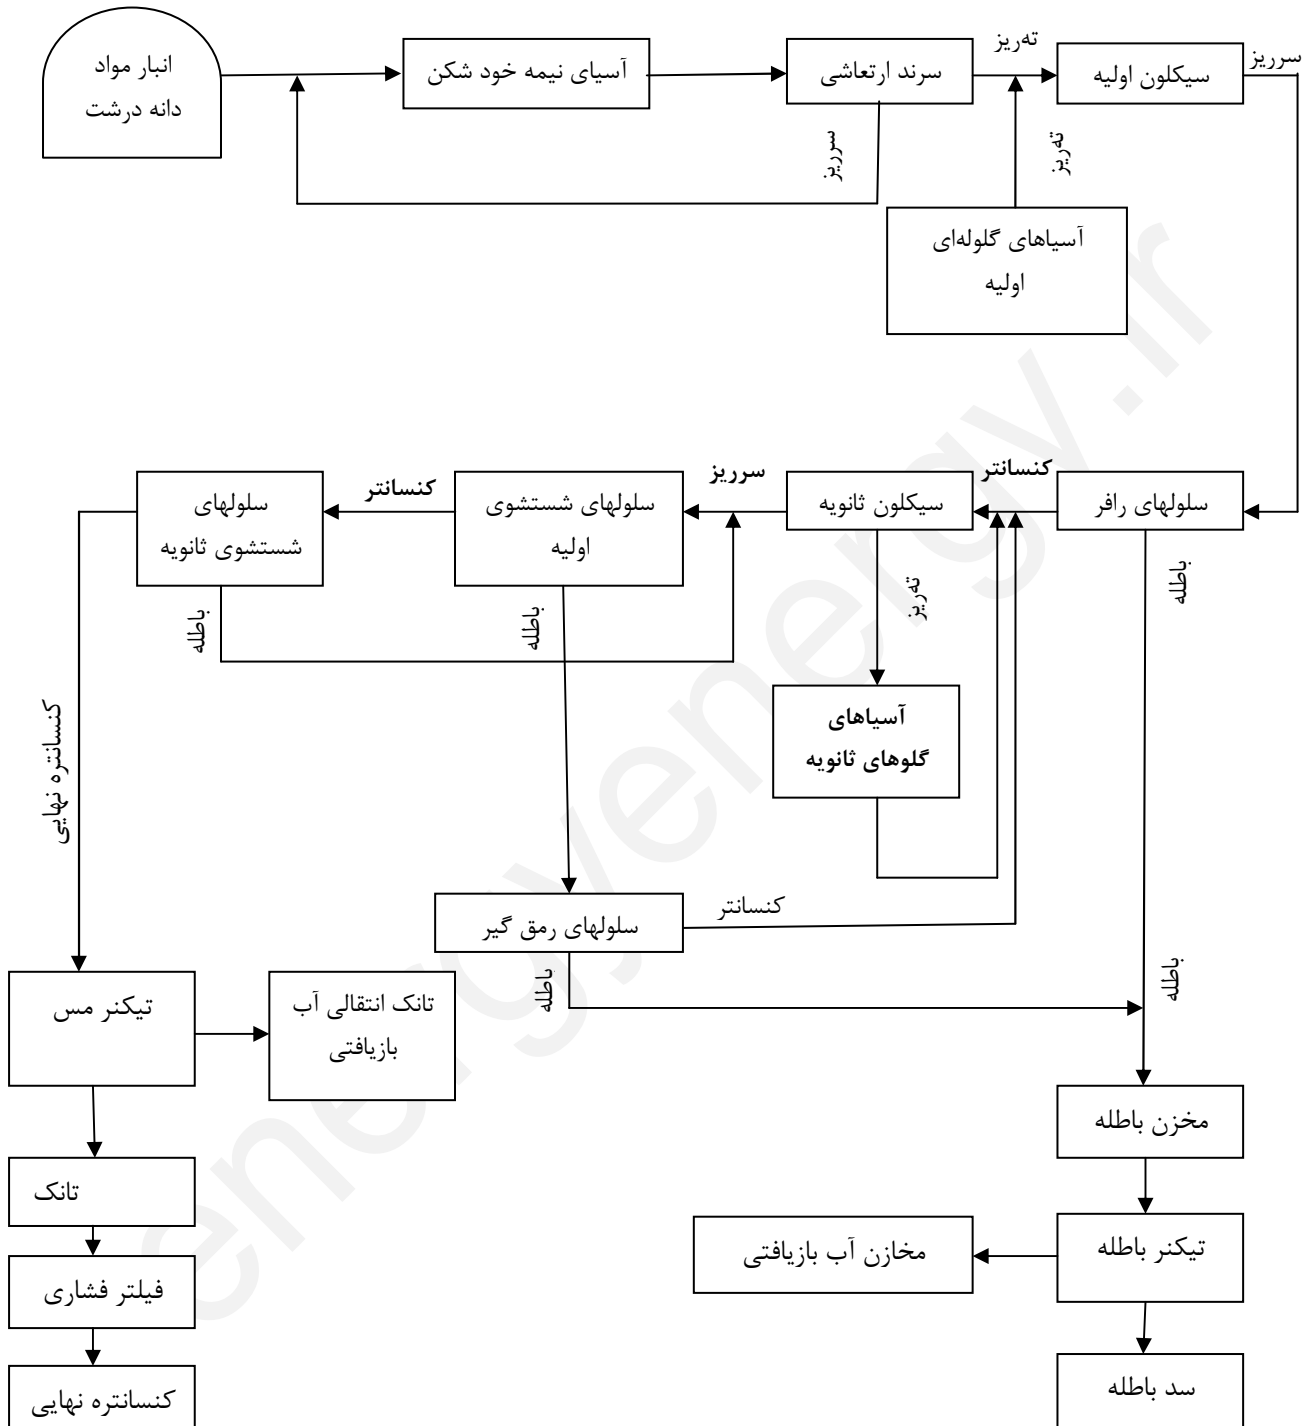 انبار مواد
دانه درشت
آسیای نیمه خود شکن
سرند ارتعاشی
ته‌ریز
سیکلون اولیه
سرریز
سرریز
ته‌ریز
آسیاهای گلوله‌ای
اولیه
سلولهای رافر
کنسانتر
سیکلون ثانویه
سرریز
سلولهای شستشوی
اولیه
کنسانتر
سلولهای
شستشوی ثانویه
باطله
ته‌ریز
باطله
باطله
آسیاهای
گلوهای ثانویه
کنسانتره نهایی
سلولهای رمق گیر
کنسانتر
باطله
باطله
تیکنر مس
تانک انتقالی آب
بازیافتی
مخزن باطله
تانک
تیکنر باطله
مخازن آب بازیافتی
فیلتر فشاری
سد باطله
کنسانتره نهایی
energyenergy.ir